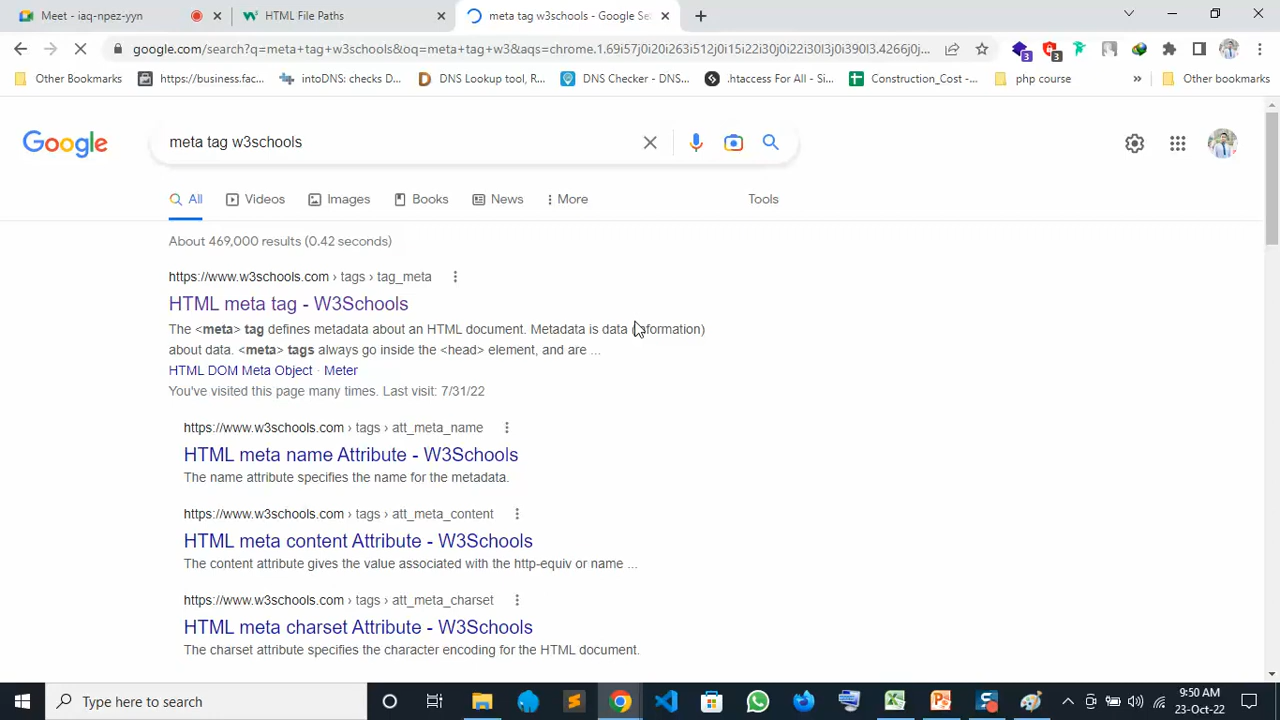 Meet - iaq-npez-yyn
HTML File Paths
meta tag w3schools - Google Se
google.com/search?q=meta+tag+w3schools&oq=meta+tag+w3&aqs=chrome.1.69i57j0i20i263i512j0i15i22i30j0i22i30l3j0i390l3.4266j0j...
Other Bookmarks
https://business.fac...
intoDNS: checks D...
DNS Lookup tool, R...
DNS Checker - DNS...
.htaccess For All - Si...
Construction_Cost -...
php course
»
Other bookmarks
3
3
Google
meta tag w3schools
All
Videos
Images
Books
News
More
Tools
About 469,000 results (0.42 seconds)
https://www.w3schools.com › tags › tag_meta
HTML meta tag - W3Schools
The <meta> tag defines metadata about an HTML document. Metadata is data (information)
about data. <meta> tags always go inside the <head> element, and are ...
HTML DOM Meta Object · Meter
You've visited this page many times. Last visit: 7/31/22
https://www.w3schools.com › tags › att_meta_name
HTML meta name Attribute - W3Schools
The name attribute specifies the name for the metadata.
https://www.w3schools.com › tags › att_meta_content
HTML meta content Attribute - W3Schools
The content attribute gives the value associated with the http-equiv or name ...
https://www.w3schools.com › tags › att_meta_charset
HTML meta charset Attribute - W3Schools
The charset attribute specifies the character encoding for the HTML document.
Type here to search
9:50 AM
23-Oct-22